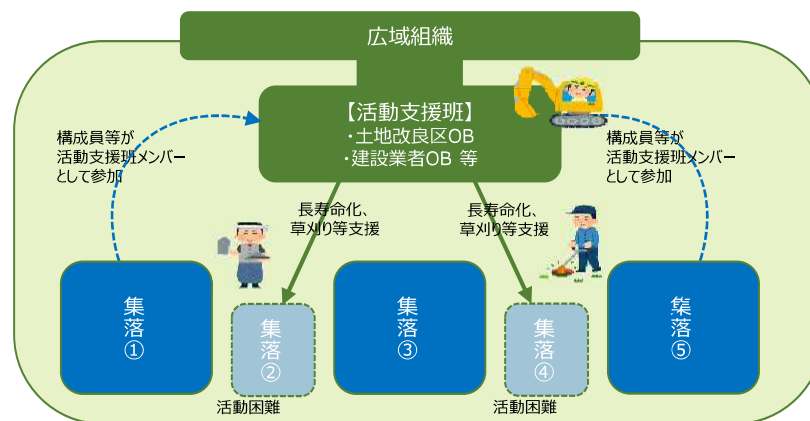 広域組織
【活動支援班】
・土地改良区OB
・建設業者OB 等
構成員等が
活動支援班メンバー
として参加
構成員等が
活動支援班メンバー
として参加
長寿命化、
草刈り等支援
長寿命化、
草刈り等支援
集落①
集落②
集落③
集落④
集落⑤
活動困難
活動困難